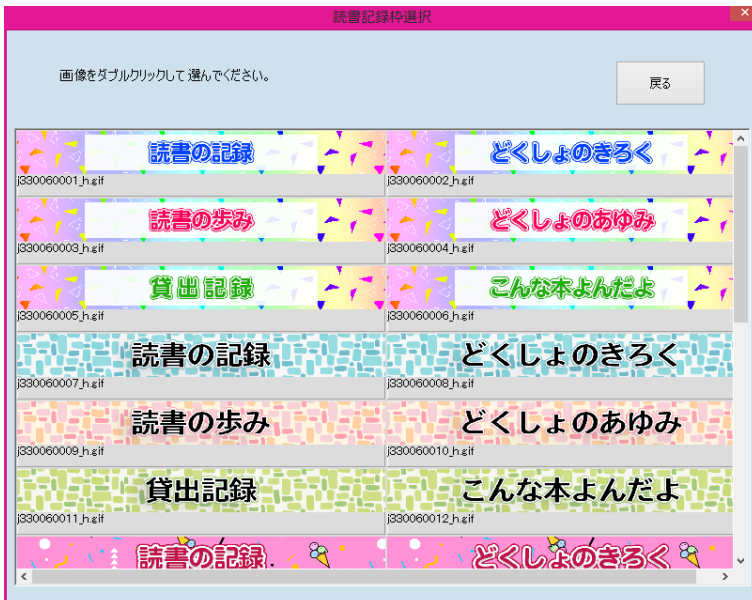 読書記録枠選択
画像をダブルクリックして選んでください。
戻る
読書の記録 どくしょのきろく
j330060001_h.gif j330060002_h.gif
読書の歩み どくしょのあゆみ
j330060003_h.gif j330060004_h.gif
貸出記録 こんな本よんだよ
j330060005_h.gif j330060006_h.gif
読書の記録 どくしょのきろく
j330060007_h.gif j330060008_h.gif
読書の歩み どくしょのあゆみ
j330060009_h.gif j330060010_h.gif
貸出記録 こんな本よんだよ
j330060011_h.gif j330060012_h.gif
読書の記録 どくしょのきろく